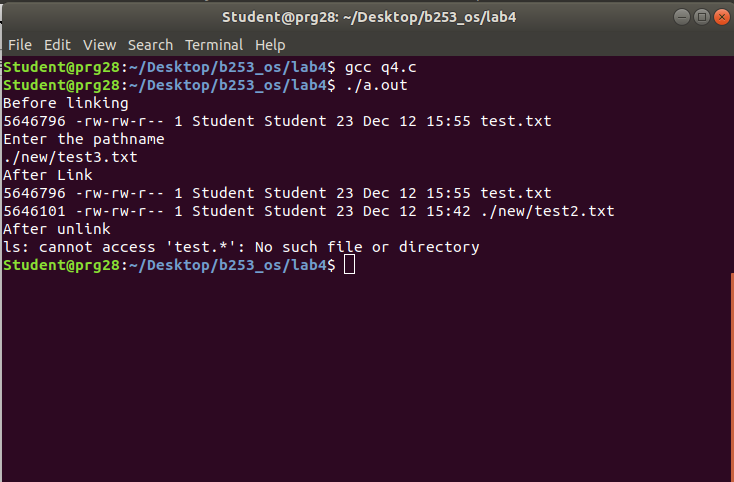 Student@prg28: ~/Desktop/b253_os/lab4
File Edit View Search Terminal Help
Student@prg28:~/Desktop/b253_os/lab4$ gcc q4.c
Student@prg28:~/Desktop/b253_os/lab4$ ./a.out
Before linking
5646796 -rw-rw-r-- 1 Student Student 23 Dec 12 15:55 test.txt
Enter the pathname
./new/test3.txt
After Link
5646796 -rw-rw-r-- 1 Student Student 23 Dec 12 15:55 test.txt
5646101 -rw-rw-r-- 1 Student Student 23 Dec 12 15:42 ./new/test2.txt
After unlink
ls: cannot access 'test.*': No such file or directory
Student@prg28:~/Desktop/b253_os/lab4$